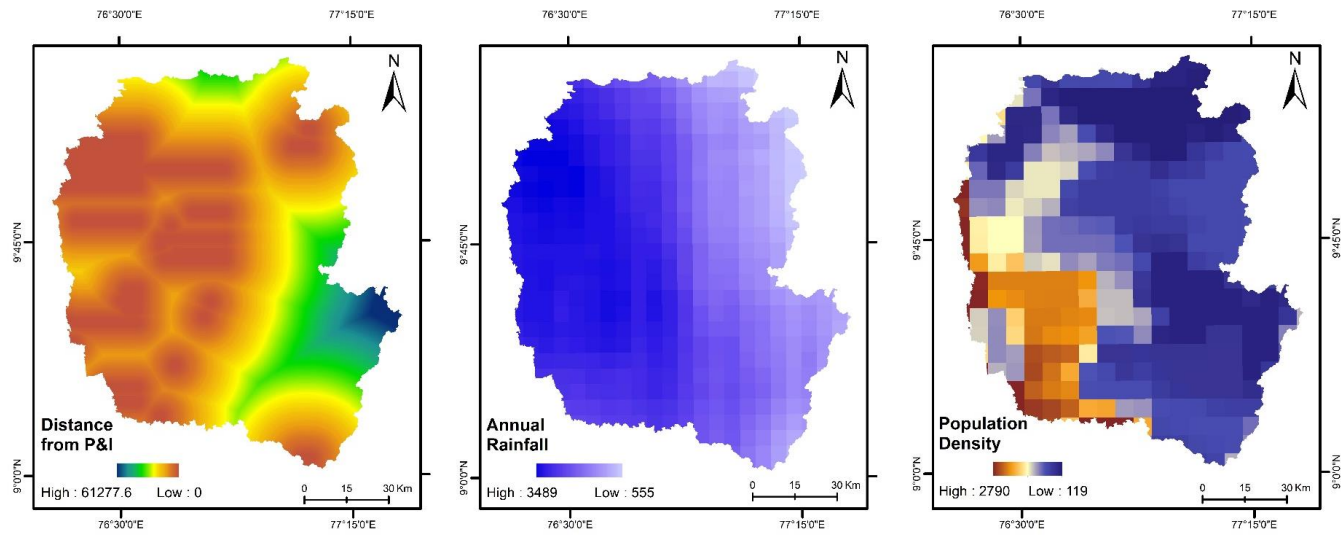 76°30'0"E 77°15'0"E
N
9°45'0"N
Distance
from P&I
High : 61277.6 Low : 0
0 15 30 Km
9°0'0"N
76°30'0"E 77°15'0"E
76°30'0"E 77°15'0"E
N
9°45'0"N
Annual
Rainfall
High : 3489 Low : 555
0 15 30 Km
9°0'0"N
76°30'0"E 77°15'0"E
76°30'0"E 77°15'0"E
N
9°45'0"N
9°45'0"N
Population
Density
High : 2790 Low : 119
0 15 30 Km
9°0'0"N
9°0'0"N
76°30'0"E 77°15'0"E